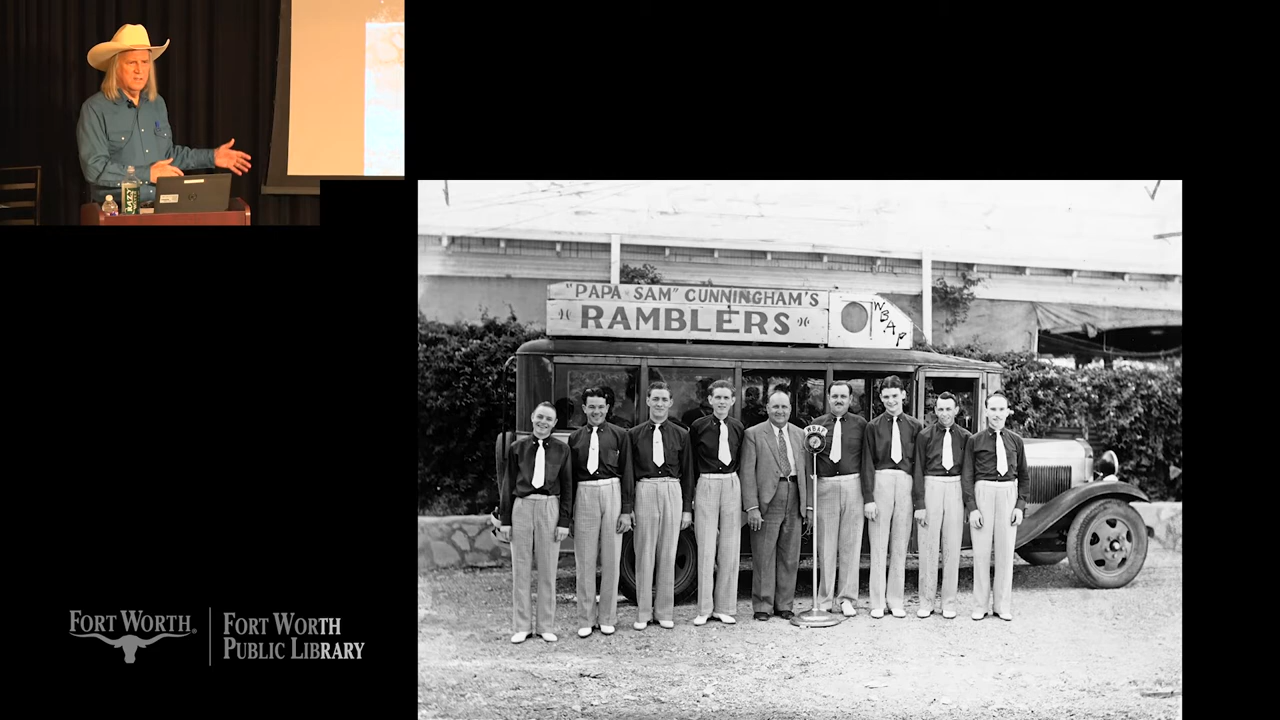 "PAPA SAM" CUNNINGHAM'S
RAMBLERS
WBAP
WBAP
FORT WORTH®
FORT WORTH
PUBLIC LIBRARY